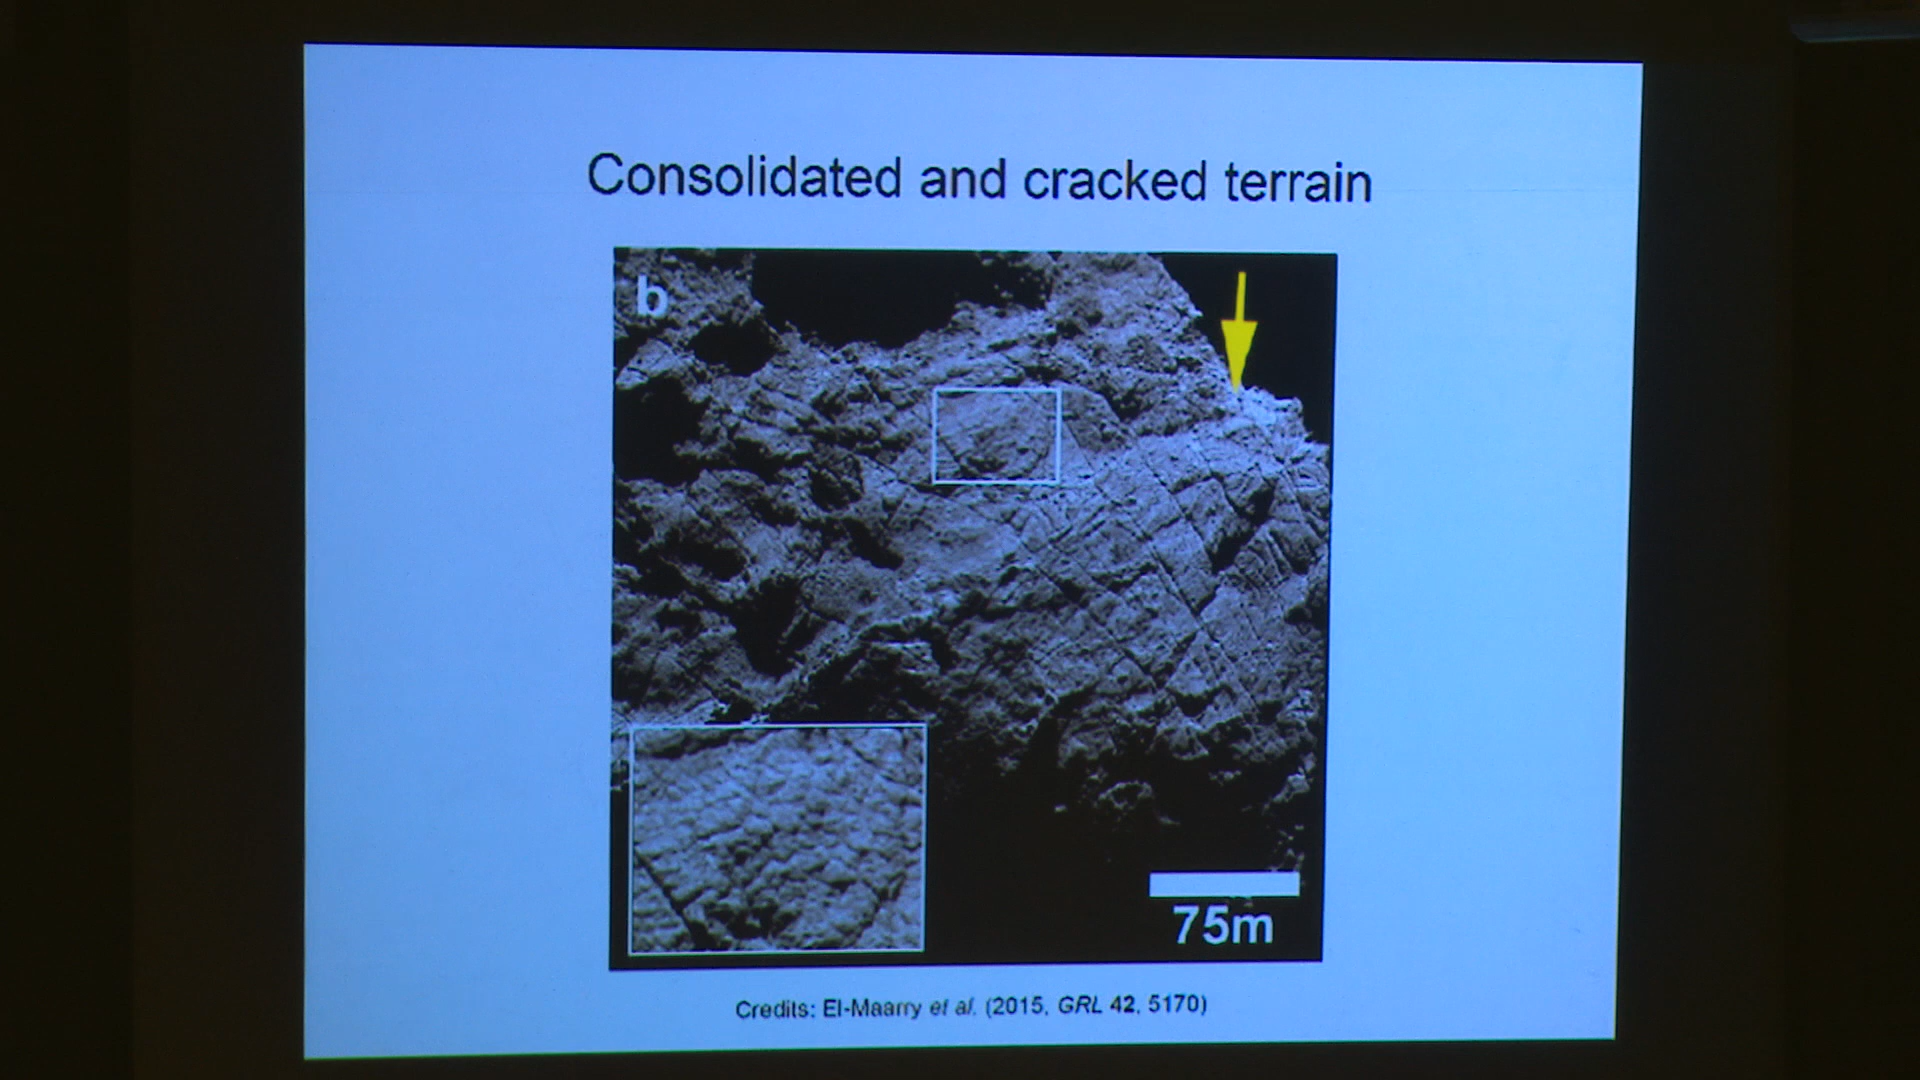 Consolidated and cracked terrain
b
75m
Credits: El-Maarry et al. (2015, GRL 42, 5170)